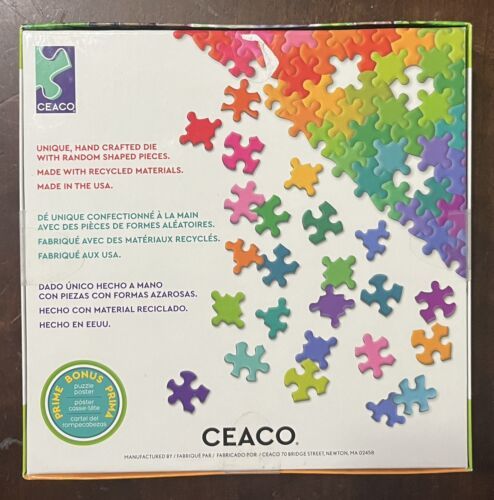 CEACO
UNIQUE, HAND CRAFTED DIE
WITH RANDOM SHAPED PIECES.
MADE WITH RECYCLED MATERIALS.
MADE IN THE USA.
DÉ UNIQUE CONFECTIONNÉ À LA MAIN
AVEC DES PIÈCES DE FORMES ALÉATOIRES.
FABRIQUÉ AVEC DES MATÉRIAUX RECYCLÉS.
FABRIQUÉ AUX USA.
DADO ÚNICO HECHO A MANO
CON PIEZAS CON FORMAS AZAROSAS.
HECHO CON MATERIAL RECICLADO.
HECHO EN EEUU.
PRIME BONUS PRIMA
puzzle
poster
póster
casse-tête
cartel del
rompecabezas
CEACO®
MANUFACTURED BY / FABRIQUÉ PAR / FABRICADO POR / CEACO 70 BRIDGE STREET, NEWTON, MA 02458